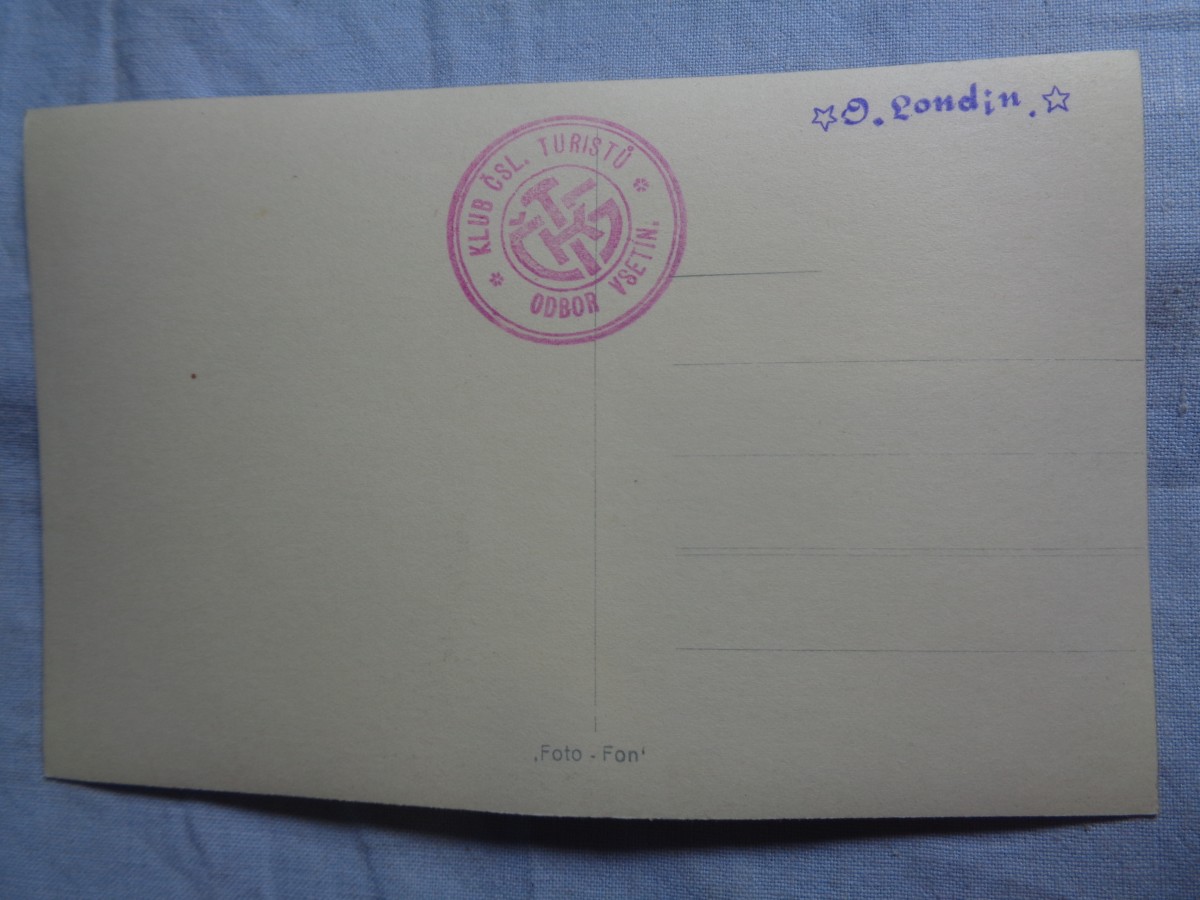 ☆ O. Londin. ☆
* KLUB ČSL. TURISTŮ *
ODBOR VSETÍN.
KČST
‚Foto - Fon‘